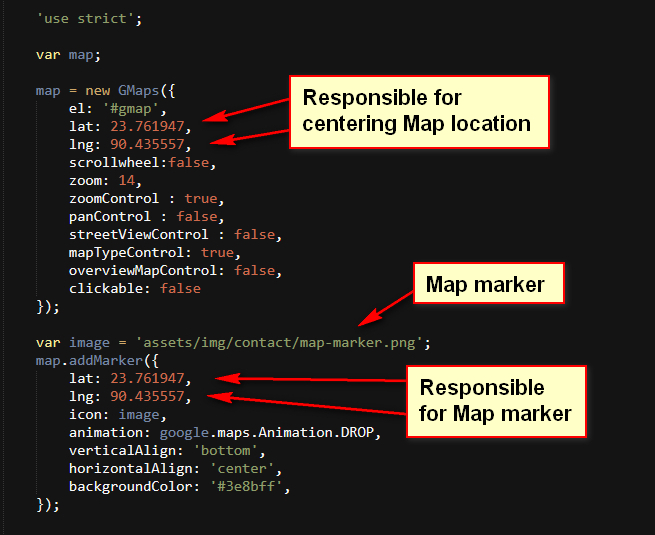 'use strict';
var map;
map = new GMaps({
el: '#gmap',
lat: 23.761947,
lng: 90.435557,
scrollwheel:false,
zoom: 14,
zoomControl : true,
panControl : false,
streetViewControl : false,
mapTypeControl: true,
overviewMapControl: false,
clickable: false
});
Responsible for
centering Map location
Map marker
var image = 'assets/img/contact/map-marker.png';
map.addMarker({
lat: 23.761947,
lng: 90.435557,
icon: image,
animation: google.maps.Animation.DROP,
verticalAlign: 'bottom',
horizontalAlign: 'center',
backgroundColor: '#3e8bff',
});
Responsible
for Map marker